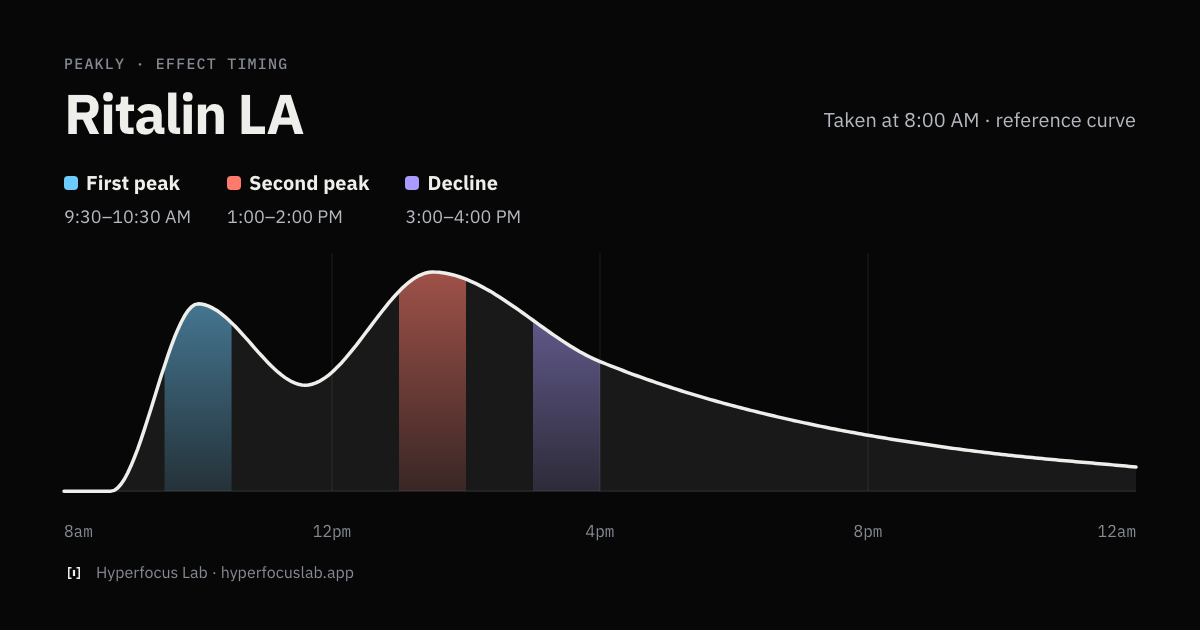 PEAKLY · EFFECT TIMING
Ritalin LA
Taken at 8:00 AM · reference curve
First peak
9:30–10:30 AM
Second peak
1:00–2:00 PM
Decline
3:00–4:00 PM
8am
12pm
4pm
8pm
12am
Hyperfocus Lab · hyperfocuslab.app